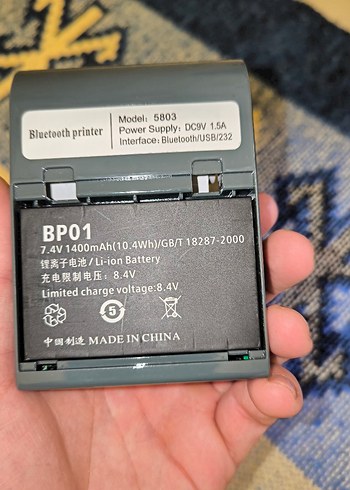 Bluetooth printer
Model: 5803
Power Supply: DC9V 1.5A
Interface: Bluetooth/USB/232
BP01
7.4V 1400mAh(10.4Wh)/GB/T 18287-2000
锂离子电池/Li-ion Battery
充电限制电压: 8.4V
Limited charge voltage:8.4V
5
中国制造 MADE IN CHINA